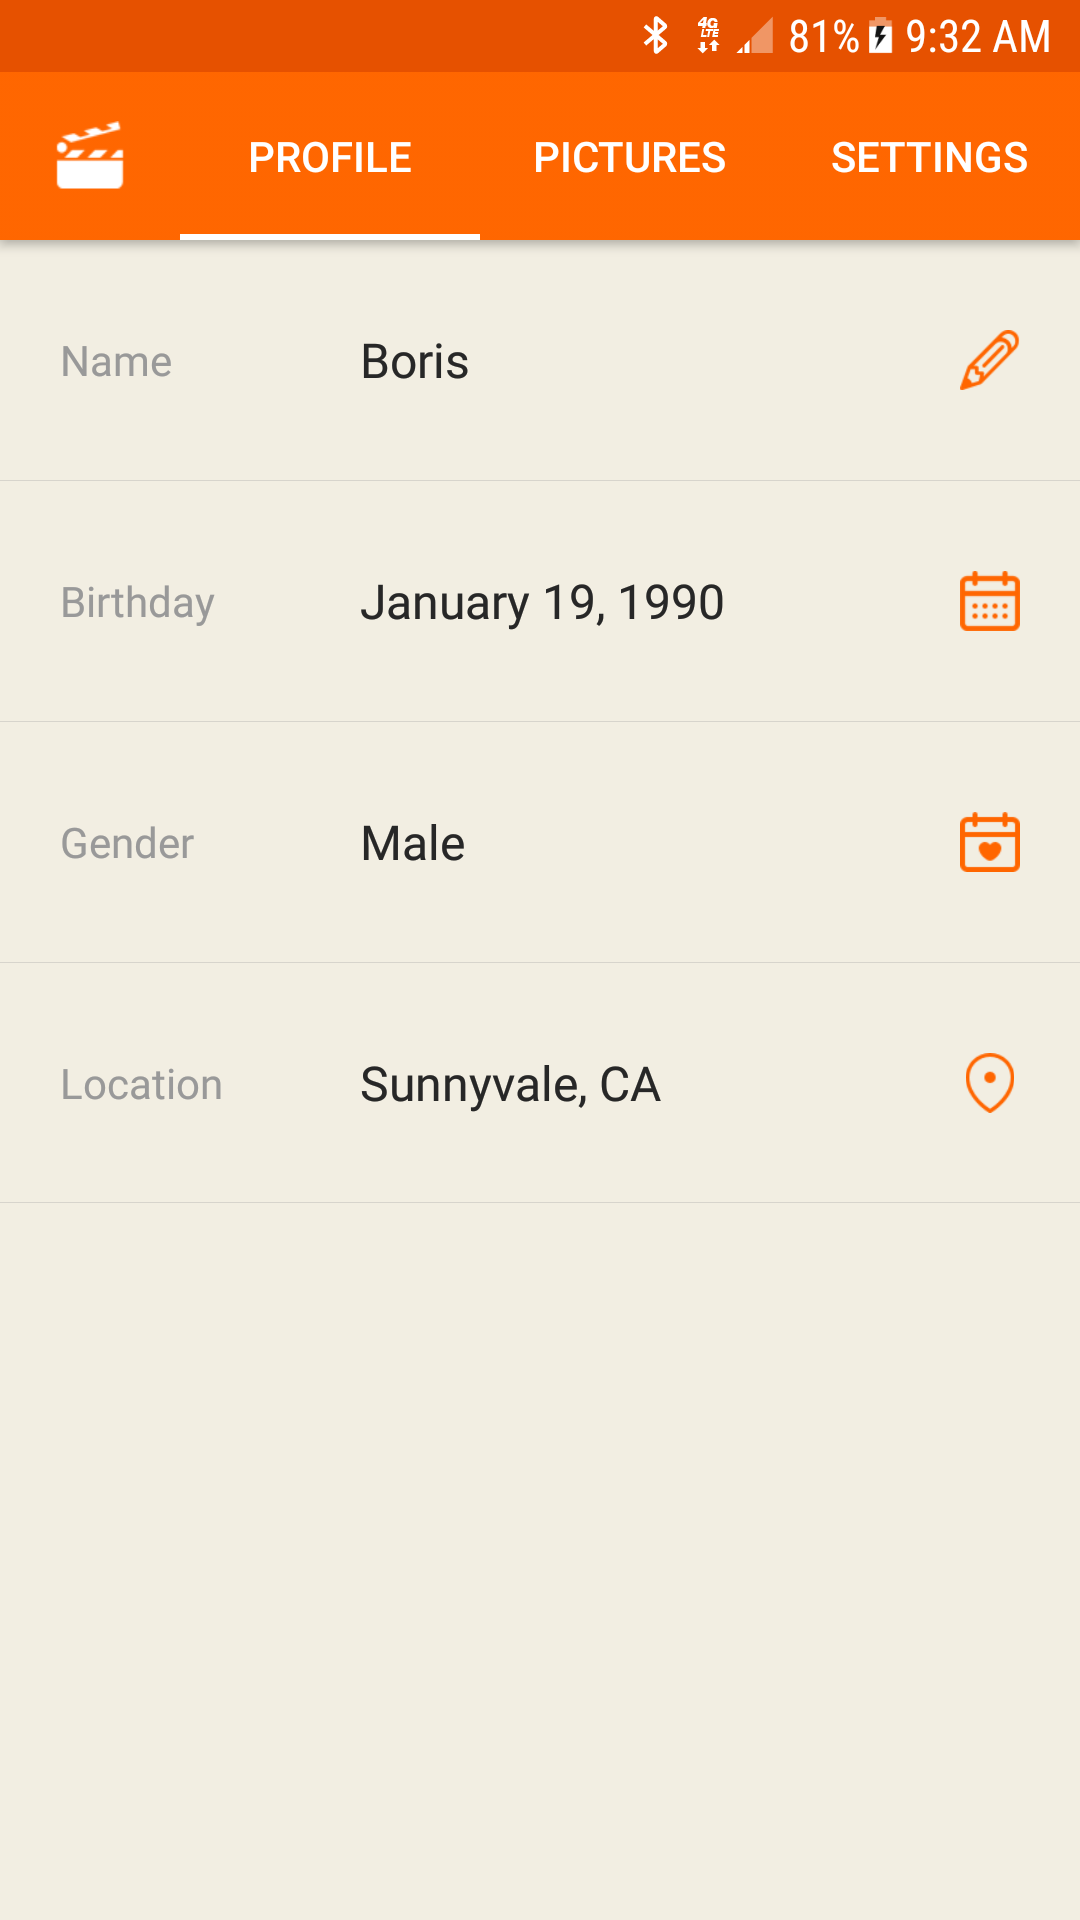 4G LTE 81% 9:32 AM
PROFILE PICTURES SETTINGS
Name Boris
Birthday January 19, 1990
Gender Male
Location Sunnyvale, CA